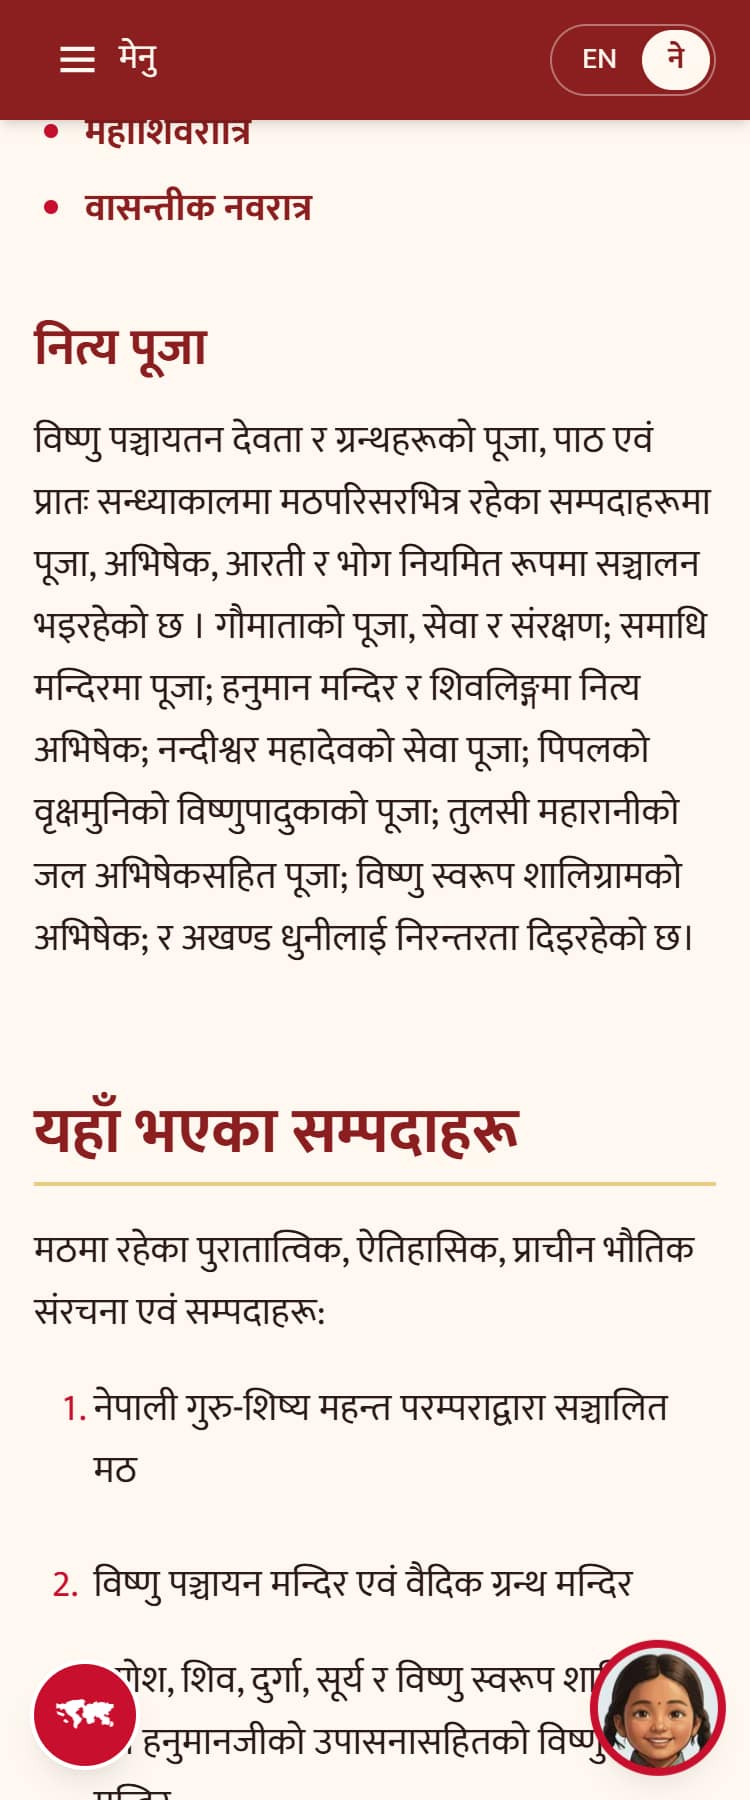 मेनु
EN
ने
महाशिवरात्रि
वासन्तीक नवरात्र
नित्य पूजा
विष्णु पञ्चायतन देवता र ग्रन्थहरूको पूजा, पाठ एवं
प्रातः सन्ध्याकालमा मठपरिसरभित्र रहेका सम्पदाहरूमा
पूजा, अभिषेक, आरती र भोग नियमित रूपमा सञ्चालन
भइरहेको छ । गौमाताको पूजा, सेवा र संरक्षण; समाधि
मन्दिरमा पूजा; हनुमान मन्दिर र शिवलिङ्गमा नित्य
अभिषेक; नन्दीश्वर महादेवको सेवा पूजा; पिपलको
वृक्षमुनिको विष्णुपादुकाको पूजा; तुलसी महारानीको
जल अभिषेकसहित पूजा; विष्णु स्वरूप शालिग्रामको
अभिषेक; र अखण्ड धुनीलाई निरन्तरता दिइरहेको छ।
यहाँ भएका सम्पदाहरू
मठमा रहेका पुरातात्विक, ऐतिहासिक, प्राचीन भौतिक
संरचना एवं सम्पदाहरू:
1. नेपाली गुरु-शिष्य महन्त परम्पराद्वारा सञ्चालित
मठ
2. विष्णु पञ्चायन मन्दिर एवं वैदिक ग्रन्थ मन्दिर
शिव, दुर्गा, सूर्य र विष्णु स्वरूप
हनुमानजीको उपासनासहितको विष्णु